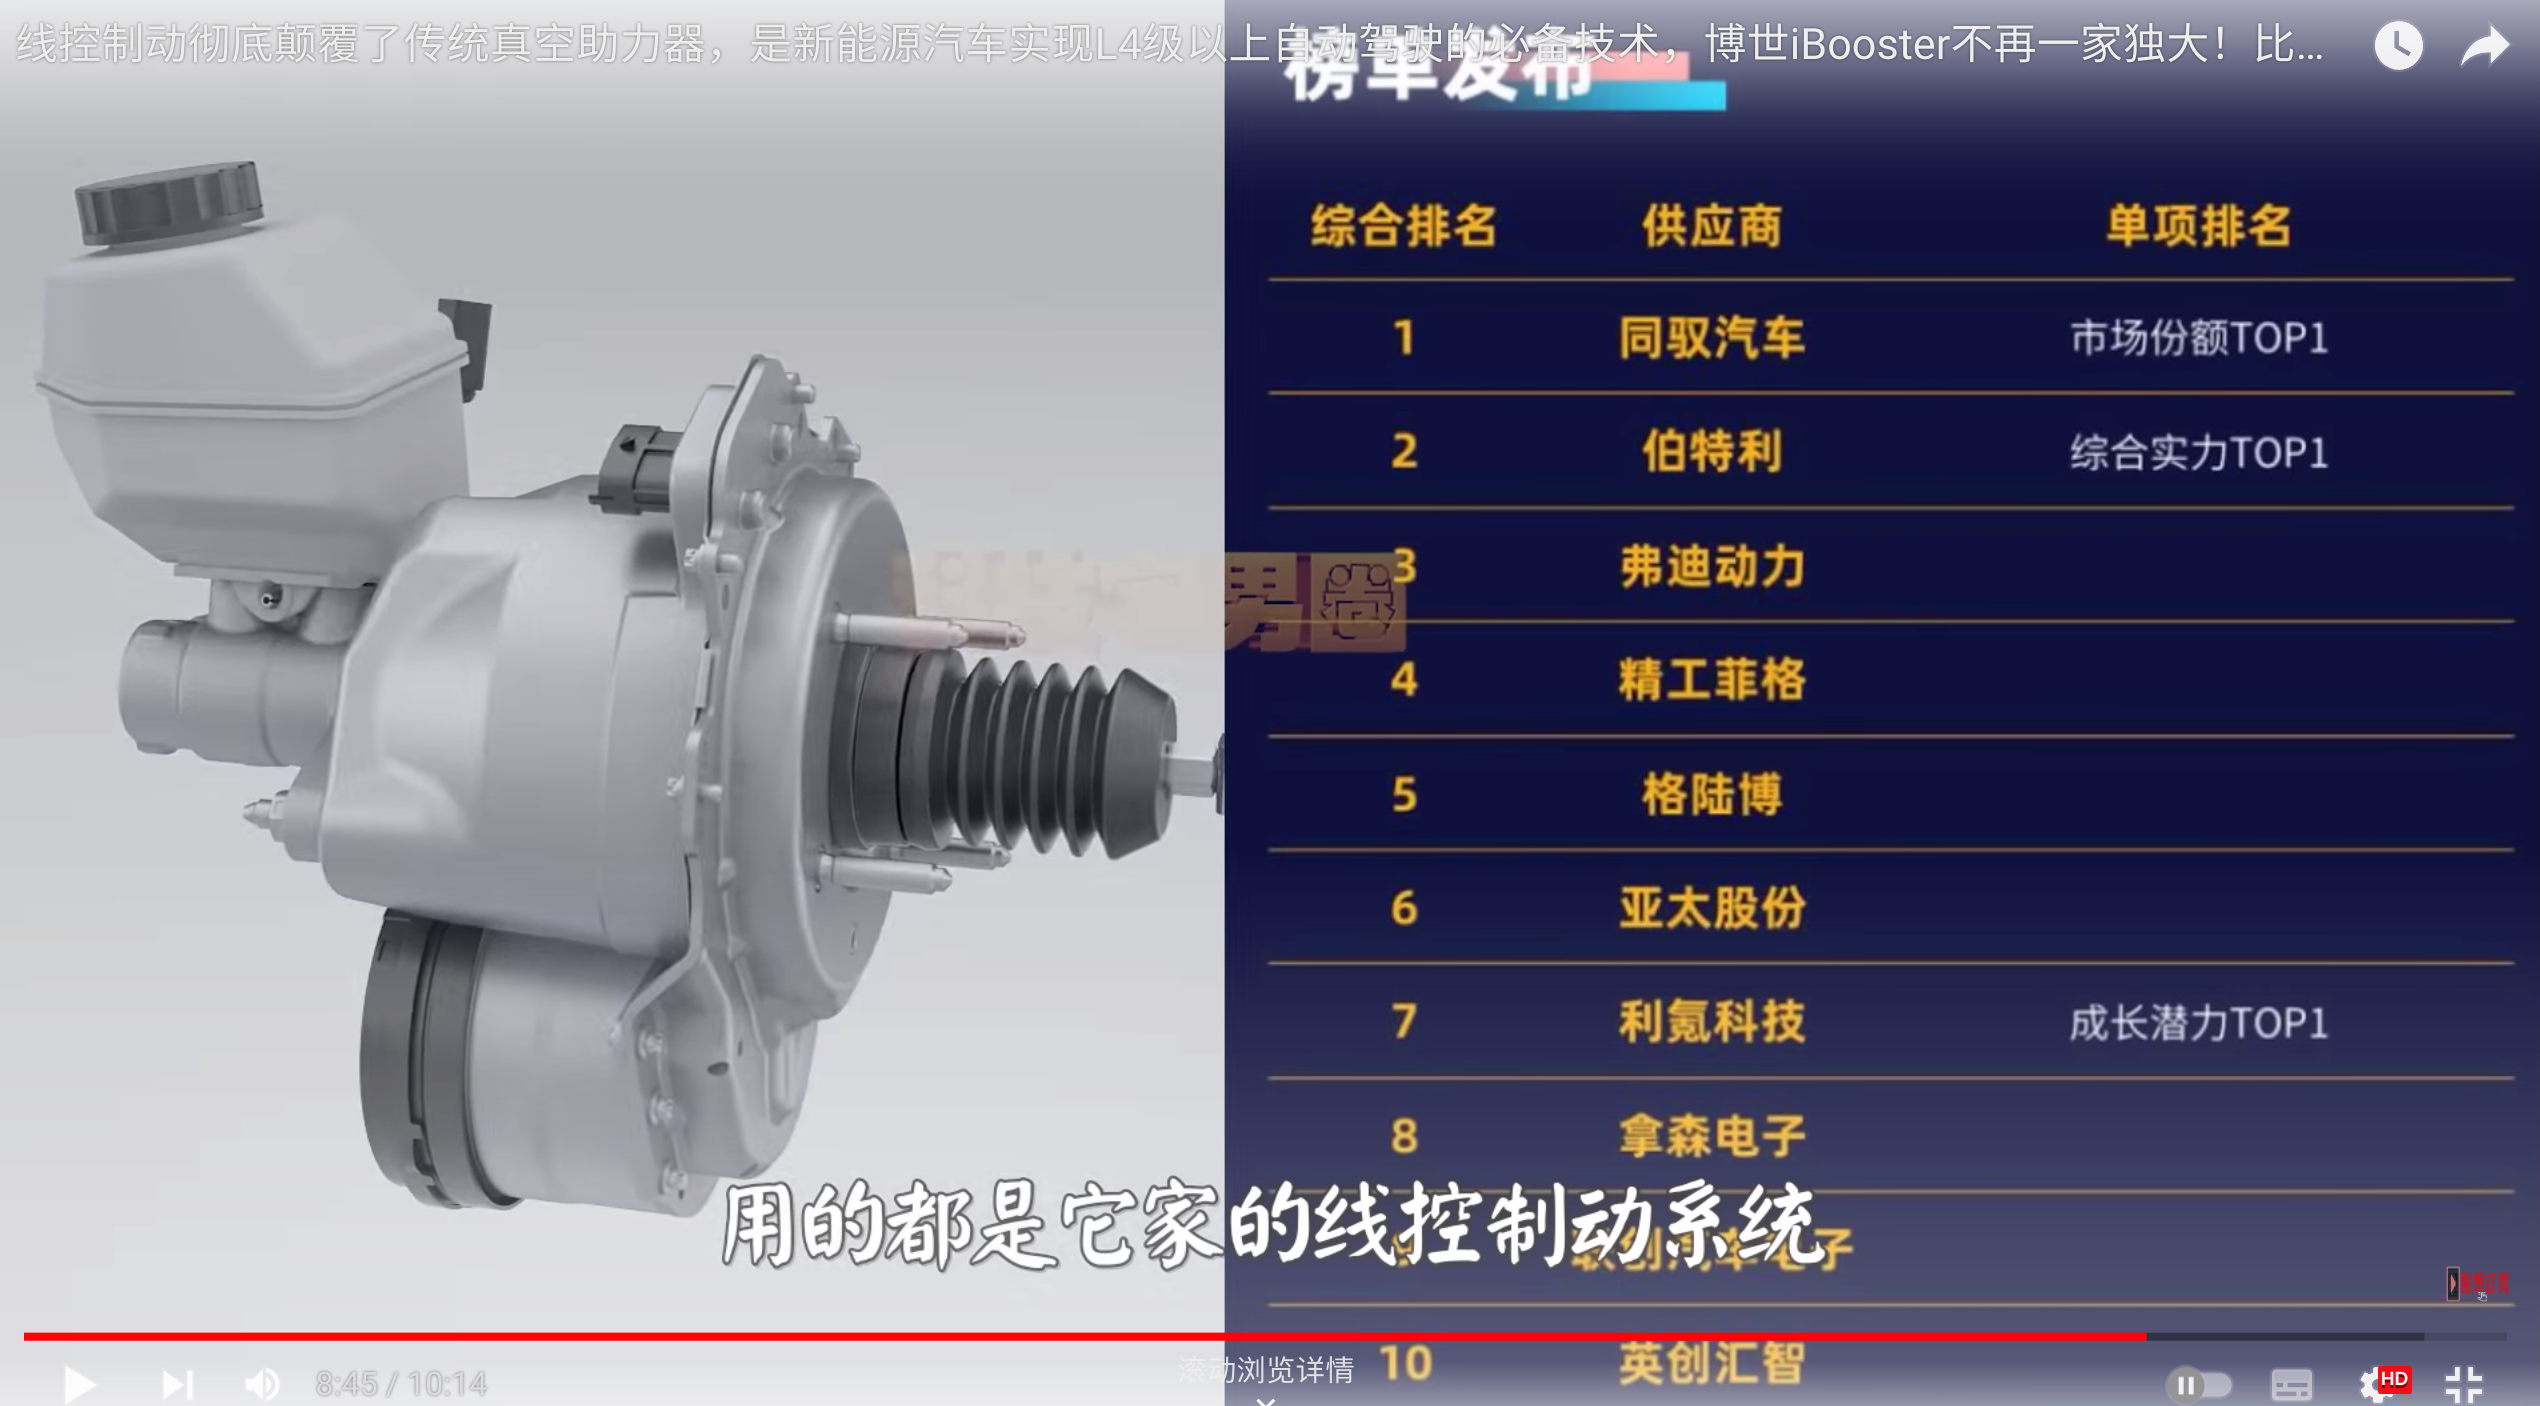 线控制动彻底颠覆了传统真空助力器，是新能源汽车实现L4级以上自动驾驶的必备技术，博世iBooster不再一家独大！比...
榜单发布
综合排名 供应商 单项排名
1 同驭汽车 市场份额TOP1
2 伯特利 综合实力TOP1
3 弗迪动力
4 精工菲格
5 格陆博
6 亚太股份
7 利氪科技 成长潜力TOP1
8 拿森电子
用的都是它家的线控制动系统
10 英创汇智
滚动浏览详情
8:45 / 10:14
HD